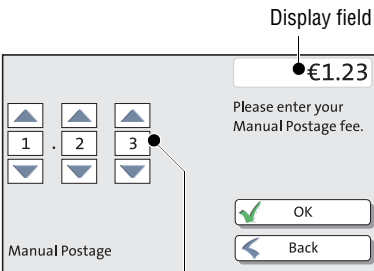 Display field
€1.23
Please enter your
Manual Postage fee.
1 . 2 3
OK
Back
Manual Postage